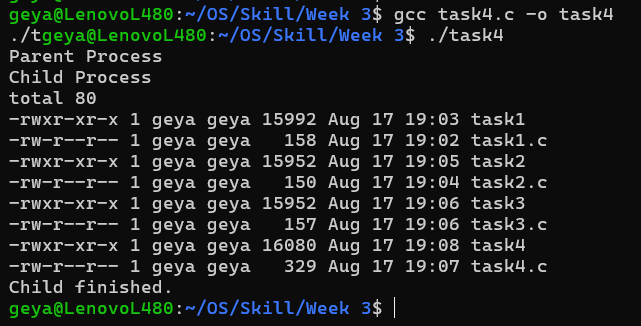 geya@LenovoL480:~/OS/Skill/Week 3$ gcc task4.c -o task4
./tgeya@LenovoL480:~/OS/Skill/Week 3$ ./task4
Parent Process
Child Process
total 80
-rwxr-xr-x 1 geya geya 15992 Aug 17 19:03 task1
-rw-r--r-- 1 geya geya   158 Aug 17 19:02 task1.c
-rwxr-xr-x 1 geya geya 15952 Aug 17 19:05 task2
-rw-r--r-- 1 geya geya   150 Aug 17 19:04 task2.c
-rwxr-xr-x 1 geya geya 15952 Aug 17 19:06 task3
-rw-r--r-- 1 geya geya   157 Aug 17 19:06 task3.c
-rwxr-xr-x 1 geya geya 16080 Aug 17 19:08 task4
-rw-r--r-- 1 geya geya   329 Aug 17 19:07 task4.c
Child finished.
geya@LenovoL480:~/OS/Skill/Week 3$